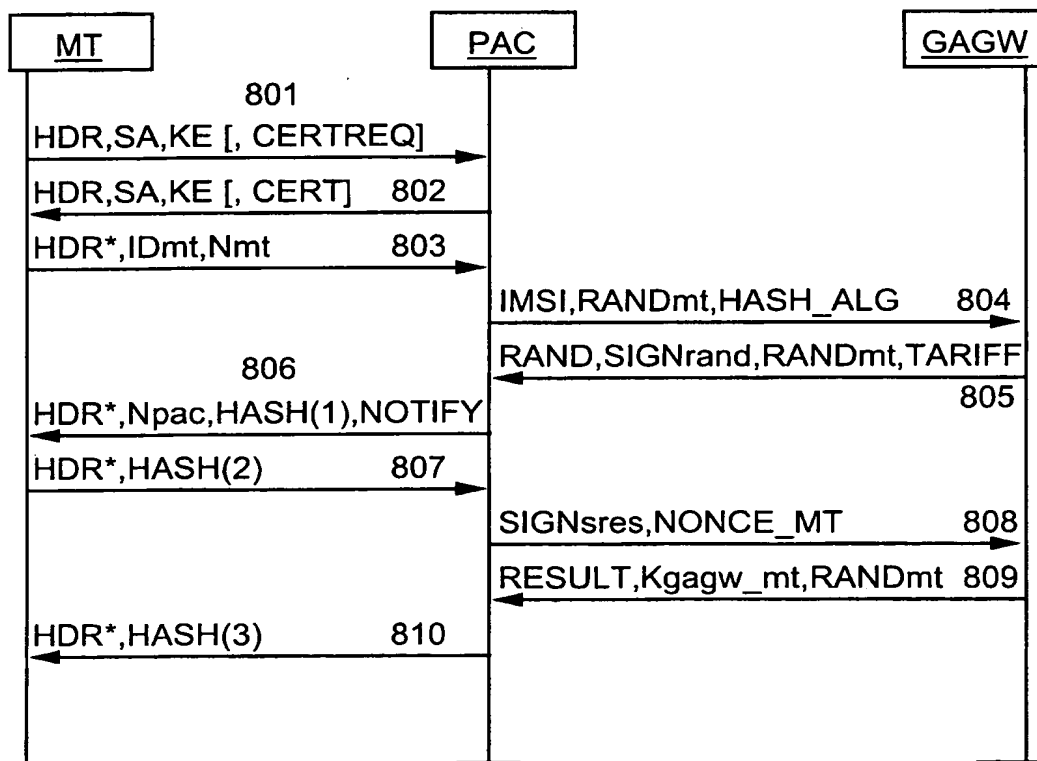 MT
PAC
GAGW
801
HDR,SA,KE [, CERTREQ]
HDR,SA,KE [, CERT] 802
HDR*,IDmt,Nmt 803
IMSI,RANDmt,HASH_ALG 804
RAND,SIGNrand,RANDmt,TARIFF
805
806
HDR*,Npac,HASH(1),NOTIFY
HDR*,HASH(2) 807
SIGNsres,NONCE_MT 808
RESULT,Kgagw_mt,RANDmt 809
HDR*,HASH(3) 810